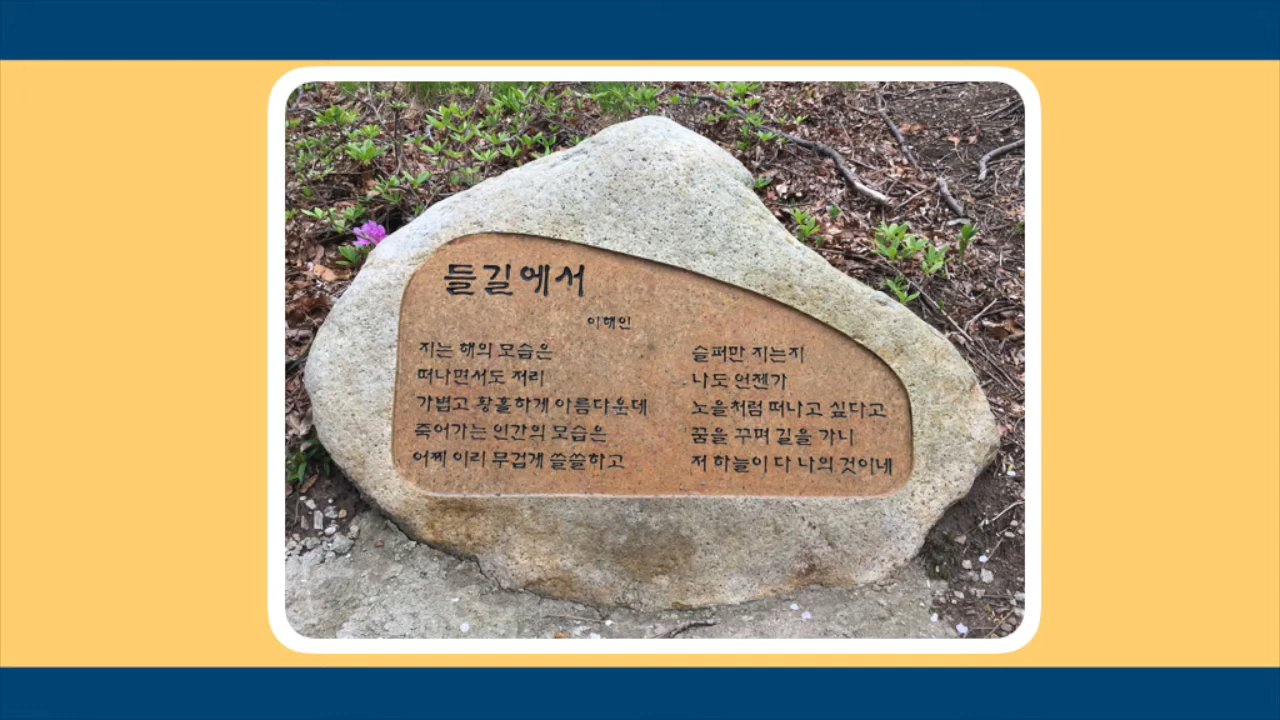 들길에서
이해인
지는 해의 모습은
떠나면서도 저리
가볍고 황홀하게 아름다운데
죽어가는 인간의 모습은
어찌 이리 무겁게 쓸쓸하고
슬퍼만 지는지
나도 언젠가
노을처럼 떠나고 싶다고
꿈을 꾸며 길을 가니
저 하늘이 다 나의 것이네